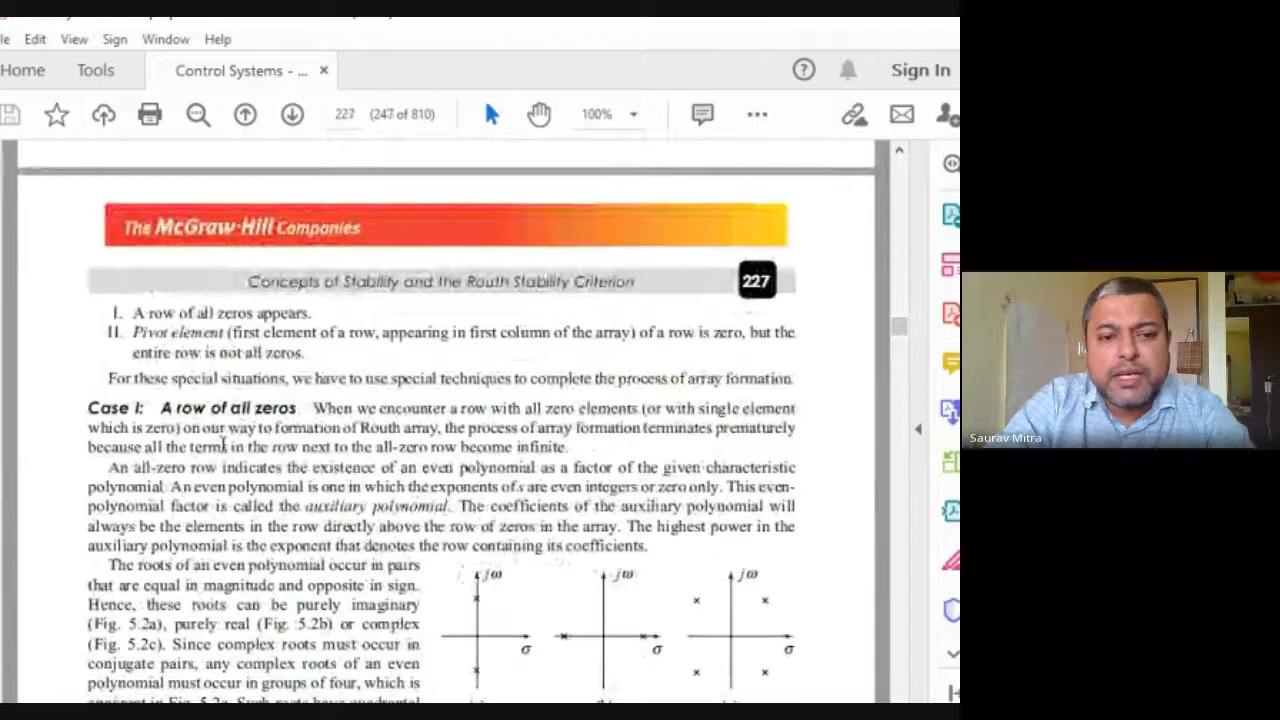 le Edit View Sign Window Help
Home Tools Control Systems - ... × Sign In
227 (247 of 810) 100%
The McGraw·Hill Companies
Concepts of Stability and the Routh Stability Criterion 227
I. A row of all zeros appears.
II. Pivot element (first element of a row, appearing in first column of the array) of a row is zero, but the
entire row is not all zeros.
For these special situations, we have to use special techniques to complete the process of array formation.
Case I: A row of all zeros When we encounter a row with all zero elements (or with single element
which is zero) on our way to formation of Routh array, the process of array formation terminates prematurely
because all the terms in the row next to the all-zero row become infinite.
An all-zero row indicates the existence of an even polynomial as a factor of the given characteristic
polynomial. An even polynomial is one in which the exponents of s are even integers or zero only. This even-
polynomial factor is called the auxiliary polynomial. The coefficients of the auxiliary polynomial will
always be the elements in the row directly above the row of zeros in the array. The highest power in the
auxiliary polynomial is the exponent that denotes the row containing its coefficients.
The roots of an even polynomial occur in pairs
that are equal in magnitude and opposite in sign.
Hence, these roots can be purely imaginary
(Fig. 5.2a), purely real (Fig. 5.2b) or complex
(Fig. 5.2c). Since complex roots must occur in
conjugate pairs, any complex roots of an even
polynomial must occur in groups of four, which is
jω jω jω
σ σ σ
Saurav Mitra